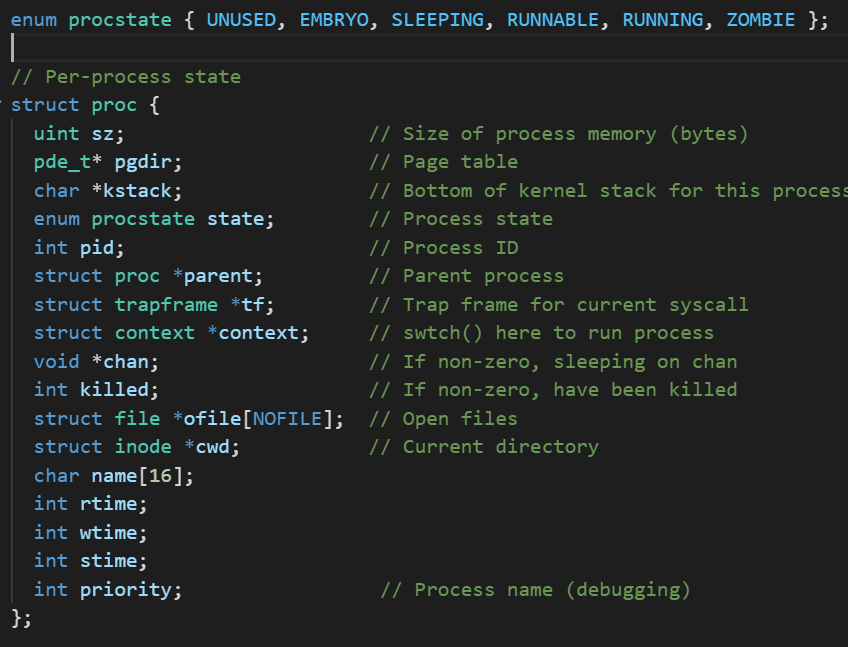 enum procstate { UNUSED, EMBRYO, SLEEPING, RUNNABLE, RUNNING, ZOMBIE };
// Per-process state
struct proc {
  uint sz;                     // Size of process memory (bytes)
  pde_t* pgdir;                // Page table
  char *kstack;                // Bottom of kernel stack for this process
  enum procstate state;        // Process state
  int pid;                     // Process ID
  struct proc *parent;         // Parent process
  struct trapframe *tf;        // Trap frame for current syscall
  struct context *context;     // swtch() here to run process
  void *chan;                  // If non-zero, sleeping on chan
  int killed;                  // If non-zero, have been killed
  struct file *ofile[NOFILE];  // Open files
  struct inode *cwd;           // Current directory
  char name[16];
  int rtime;
  int wtime;
  int stime;
  int priority;                 // Process name (debugging)
};